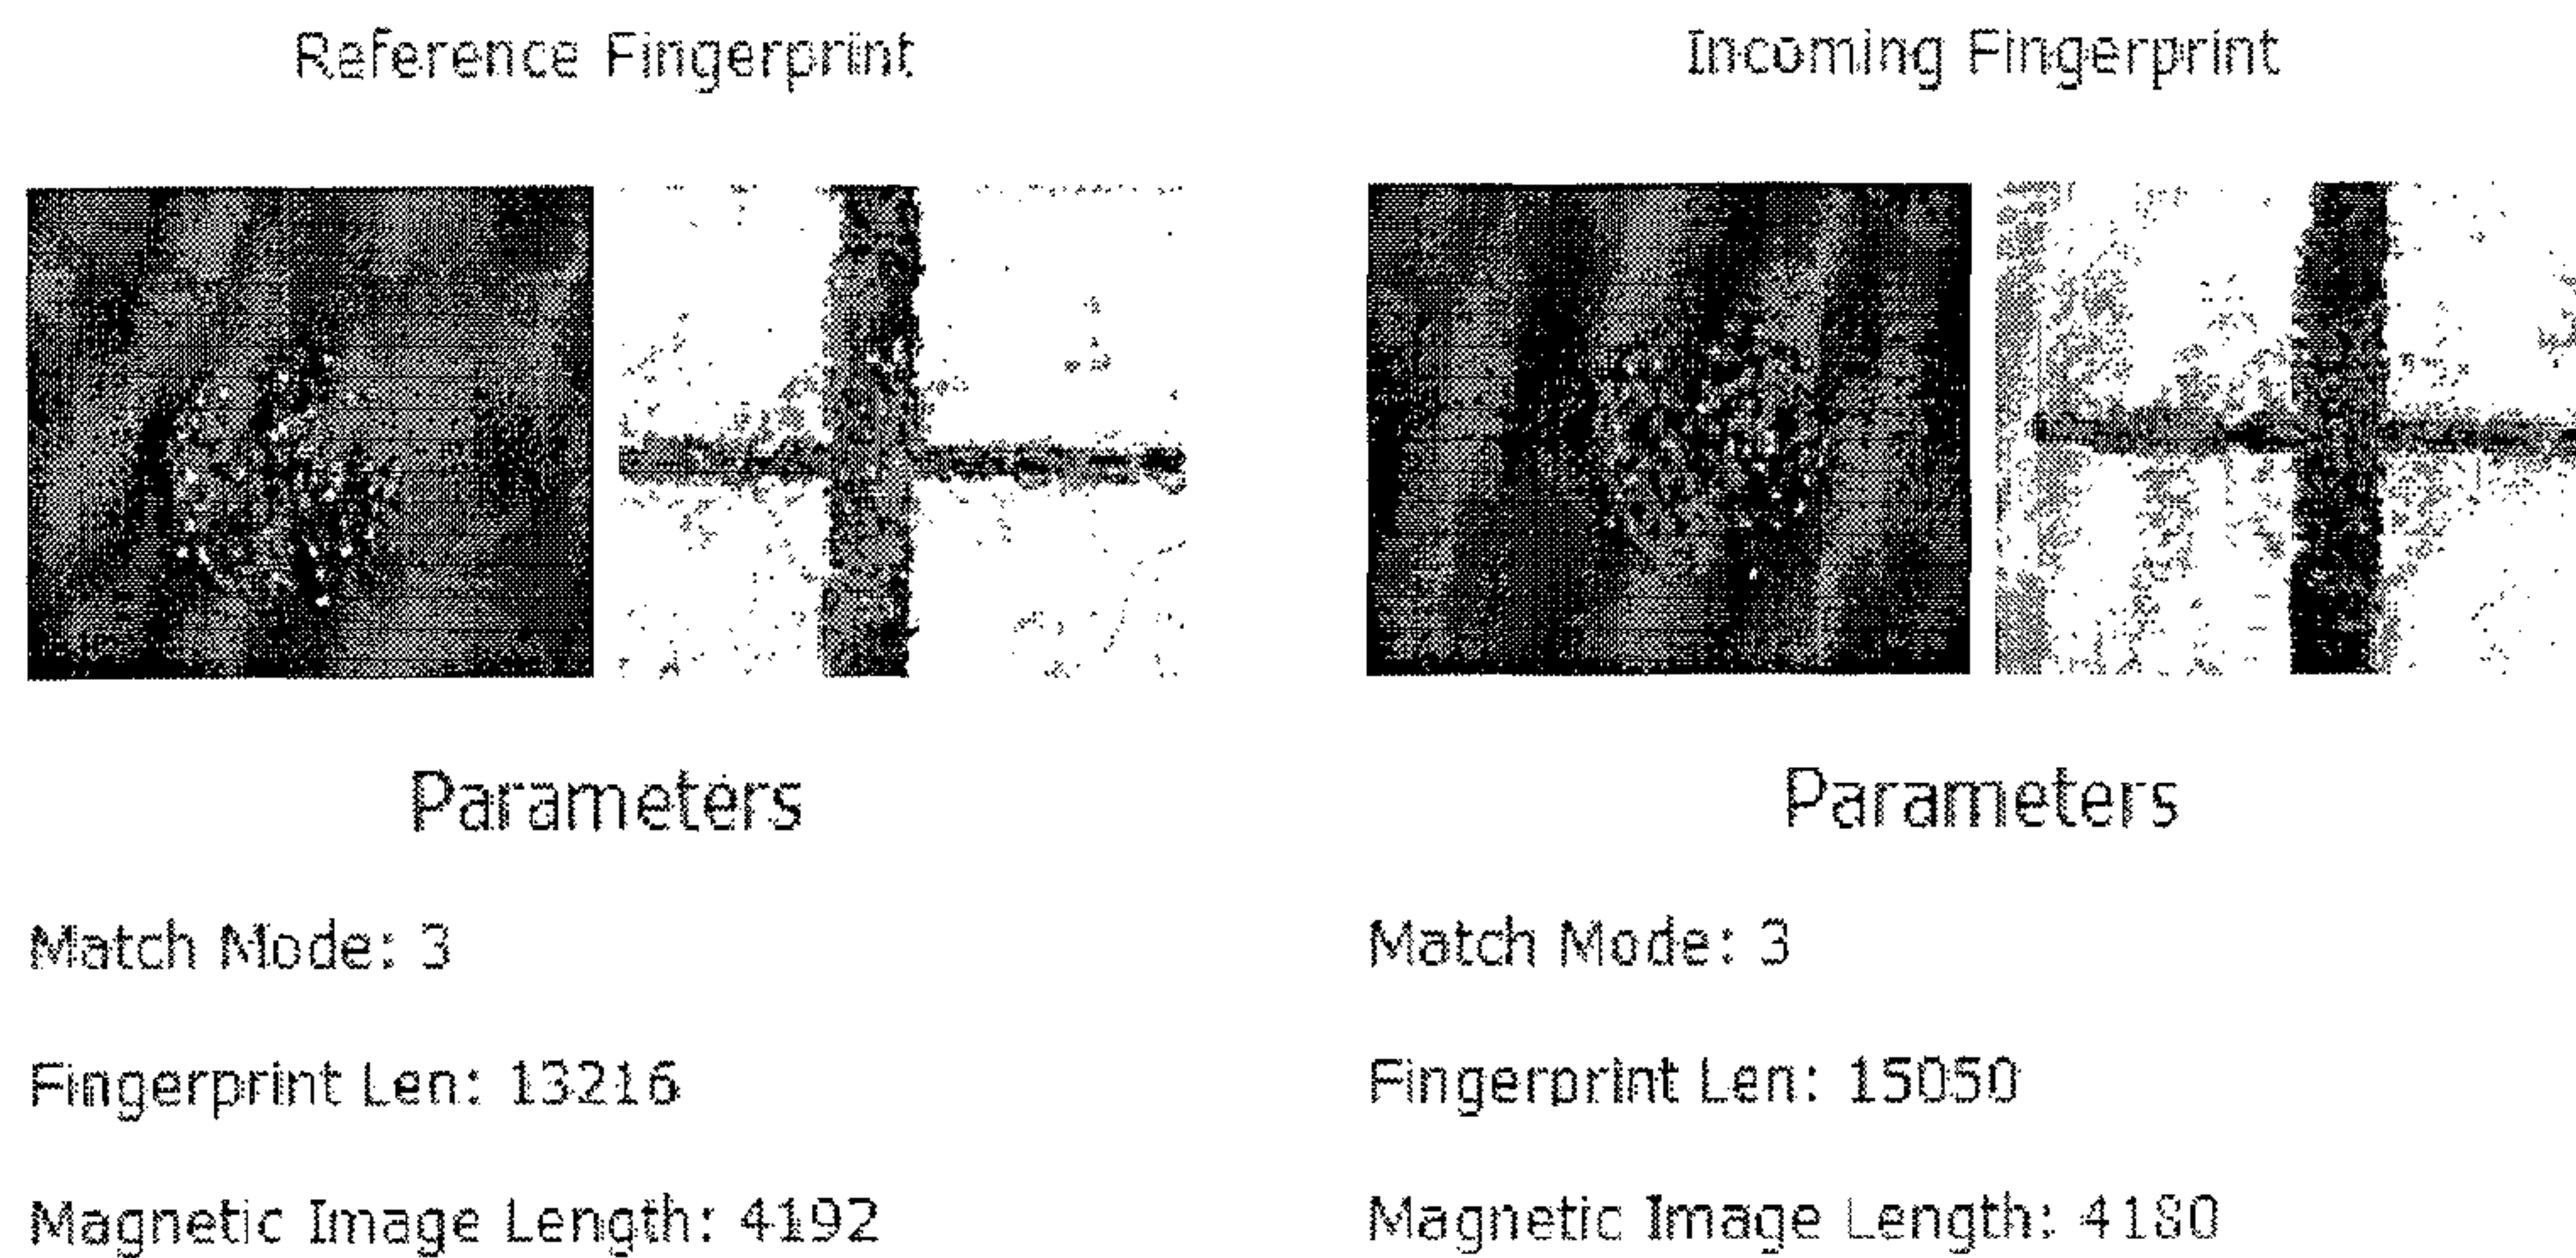 Reference Fingerprint
Incoming Fingerprint
Parameters
Parameters
Match Mode: 3
Match Mode: 3
Fingerprint Len: 13216
Fingerprint Len: 15050
Magnetic Image Length: 4192
Magnetic Image Length: 4180